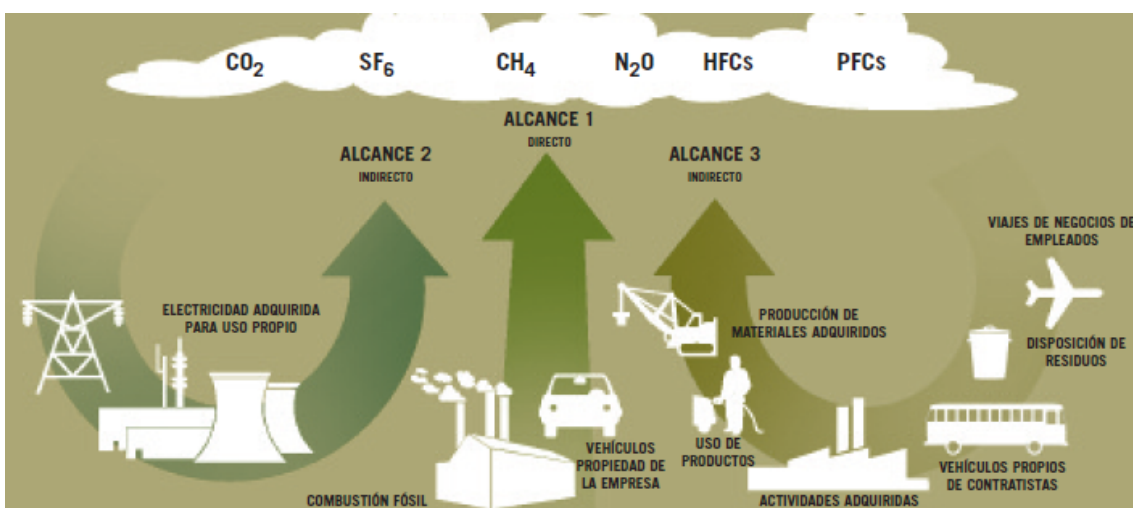 CO2 SF6 CH4 N2O HFCs PFCs
ALCANCE 1
DIRECTO
ALCANCE 2
INDIRECTO
ALCANCE 3
INDIRECTO
VIAJES DE NEGOCIOS DE
EMPLEADOS
ELECTRICIDAD ADQUIRIDA
PARA USO PROPIO
PRODUCCIÓN DE
MATERIALES ADQUIRIDOS
DISPOSICIÓN DE
RESIDUOS
VEHÍCULOS
PROPIEDAD DE
LA EMPRESA
USO DE
PRODUCTOS
VEHÍCULOS PROPIOS
DE CONTRATISTAS
COMBUSTIÓN FÓSIL
ACTIVIDADES ADQUIRIDAS